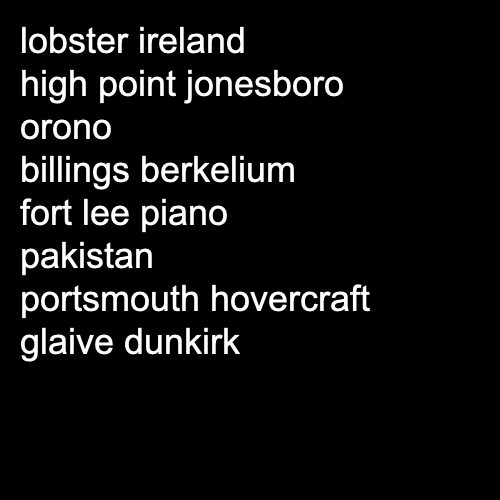 lobster ireland
high point jonesboro
orono
billings berkelium
fort lee piano
pakistan
portsmouth hovercraft
glaive dunkirk